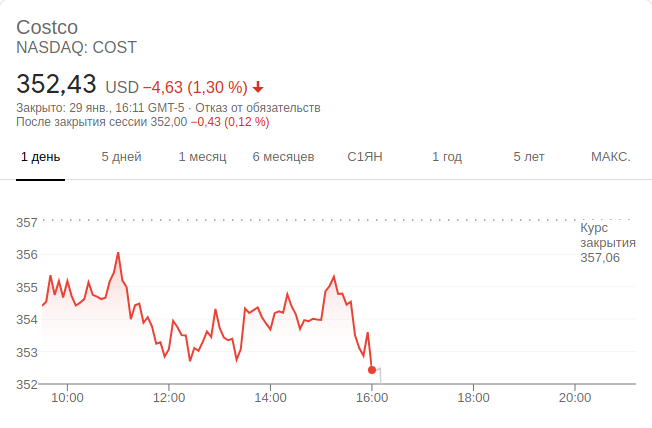 Costco
NASDAQ: COST
352,43 USD −4,63 (1,30 %)
Закрыто: 29 янв., 16:11 GMT-5 · Отказ от обязательств
После закрытия сессии 352,00 −0,43 (0,12 %)
1 день 5 дней 1 месяц 6 месяцев С1ЯН 1 год 5 лет МАКС.
357
Курс
закрытия
357,06
356
355
354
353
352
10:00 12:00 14:00 16:00 18:00 20:00